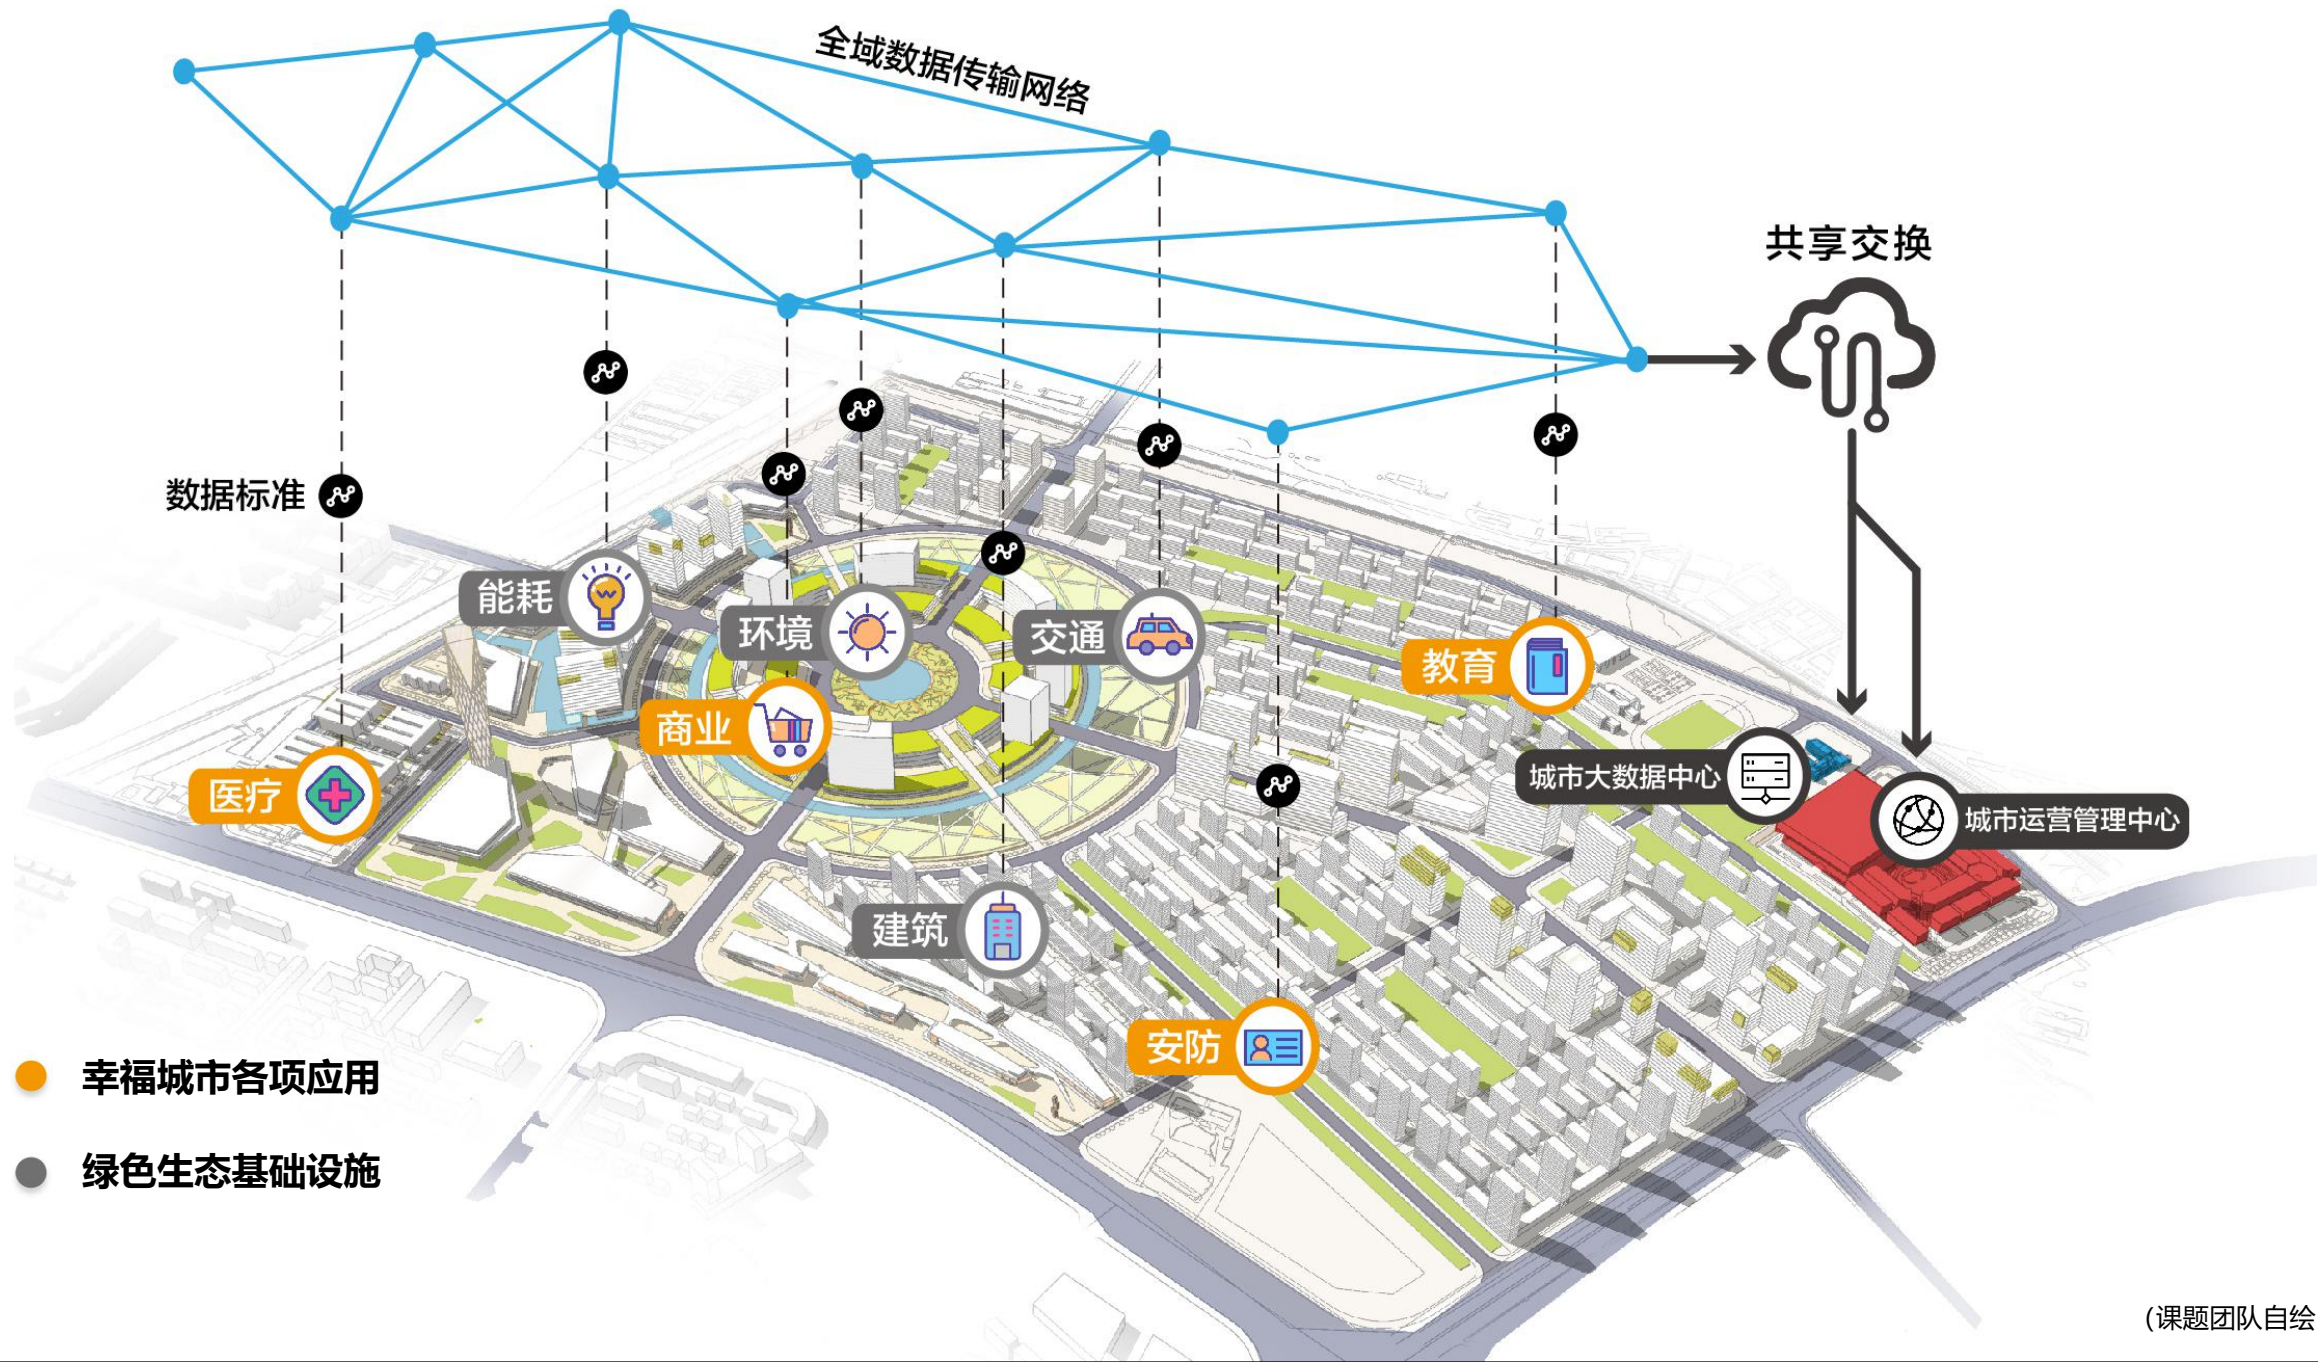 全域数据传输网络
共享交换
数据标准
能耗
环境
交通
教育
商业
医疗
城市大数据中心
城市运营管理中心
建筑
安防
幸福城市各项应用
绿色生态基础设施
(课题团队自绘